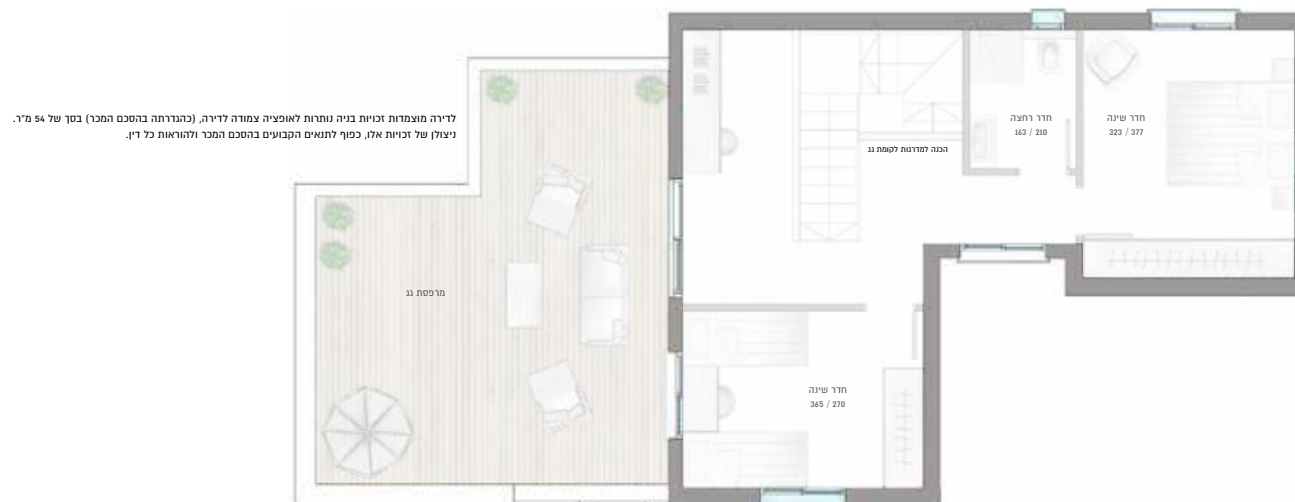 לדירה מוצמדות זכויות בניה נותרות לאופציה צמודה לדירה, (כהגדרתה בהסכם המכר) בסך של 54 מ"ר.
ניצולן של זכויות אלו, כפוף לתנאים הקבועים בהסכם המכר ולהוראות כל דין.
חדר רחצה
163 / 210
חדר שינה
323 / 377
הכנה למדרגות לקומת גג
מרפסת גג
חדר שינה
365 / 270